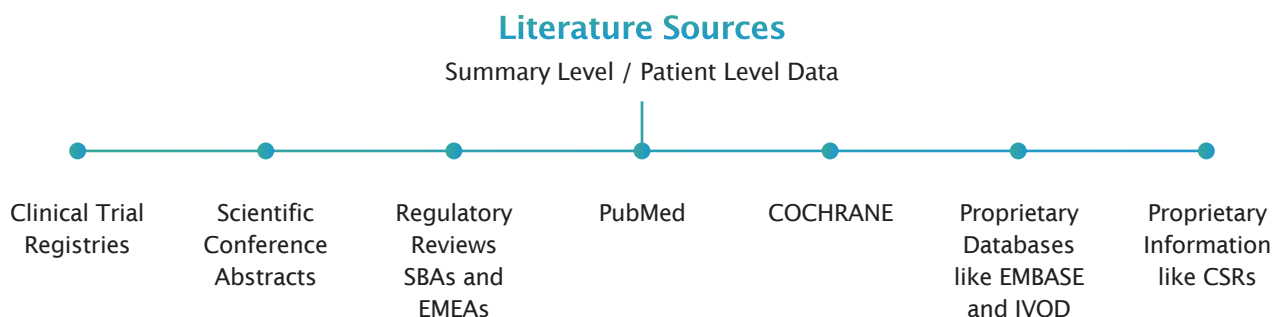 Literature Sources
Summary Level / Patient Level Data
Clinical Trial
Registries
Scientific
Conference
Abstracts
Regulatory
Reviews
SBAs and
EMEAs
PubMed
COCHRANE
Proprietary
Databases
like EMBASE
and IVOD
Proprietary
Information
like CSRs